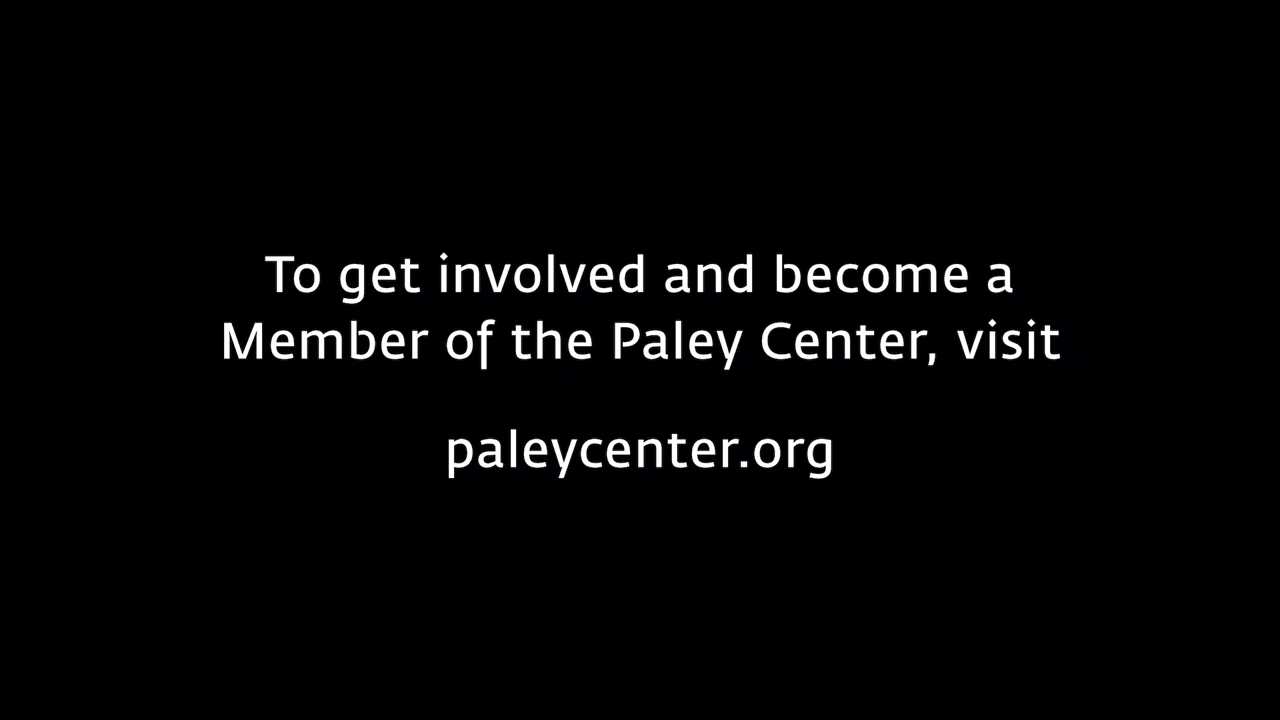 To get involved and become a
Member of the Paley Center, visit
paleycenter.org